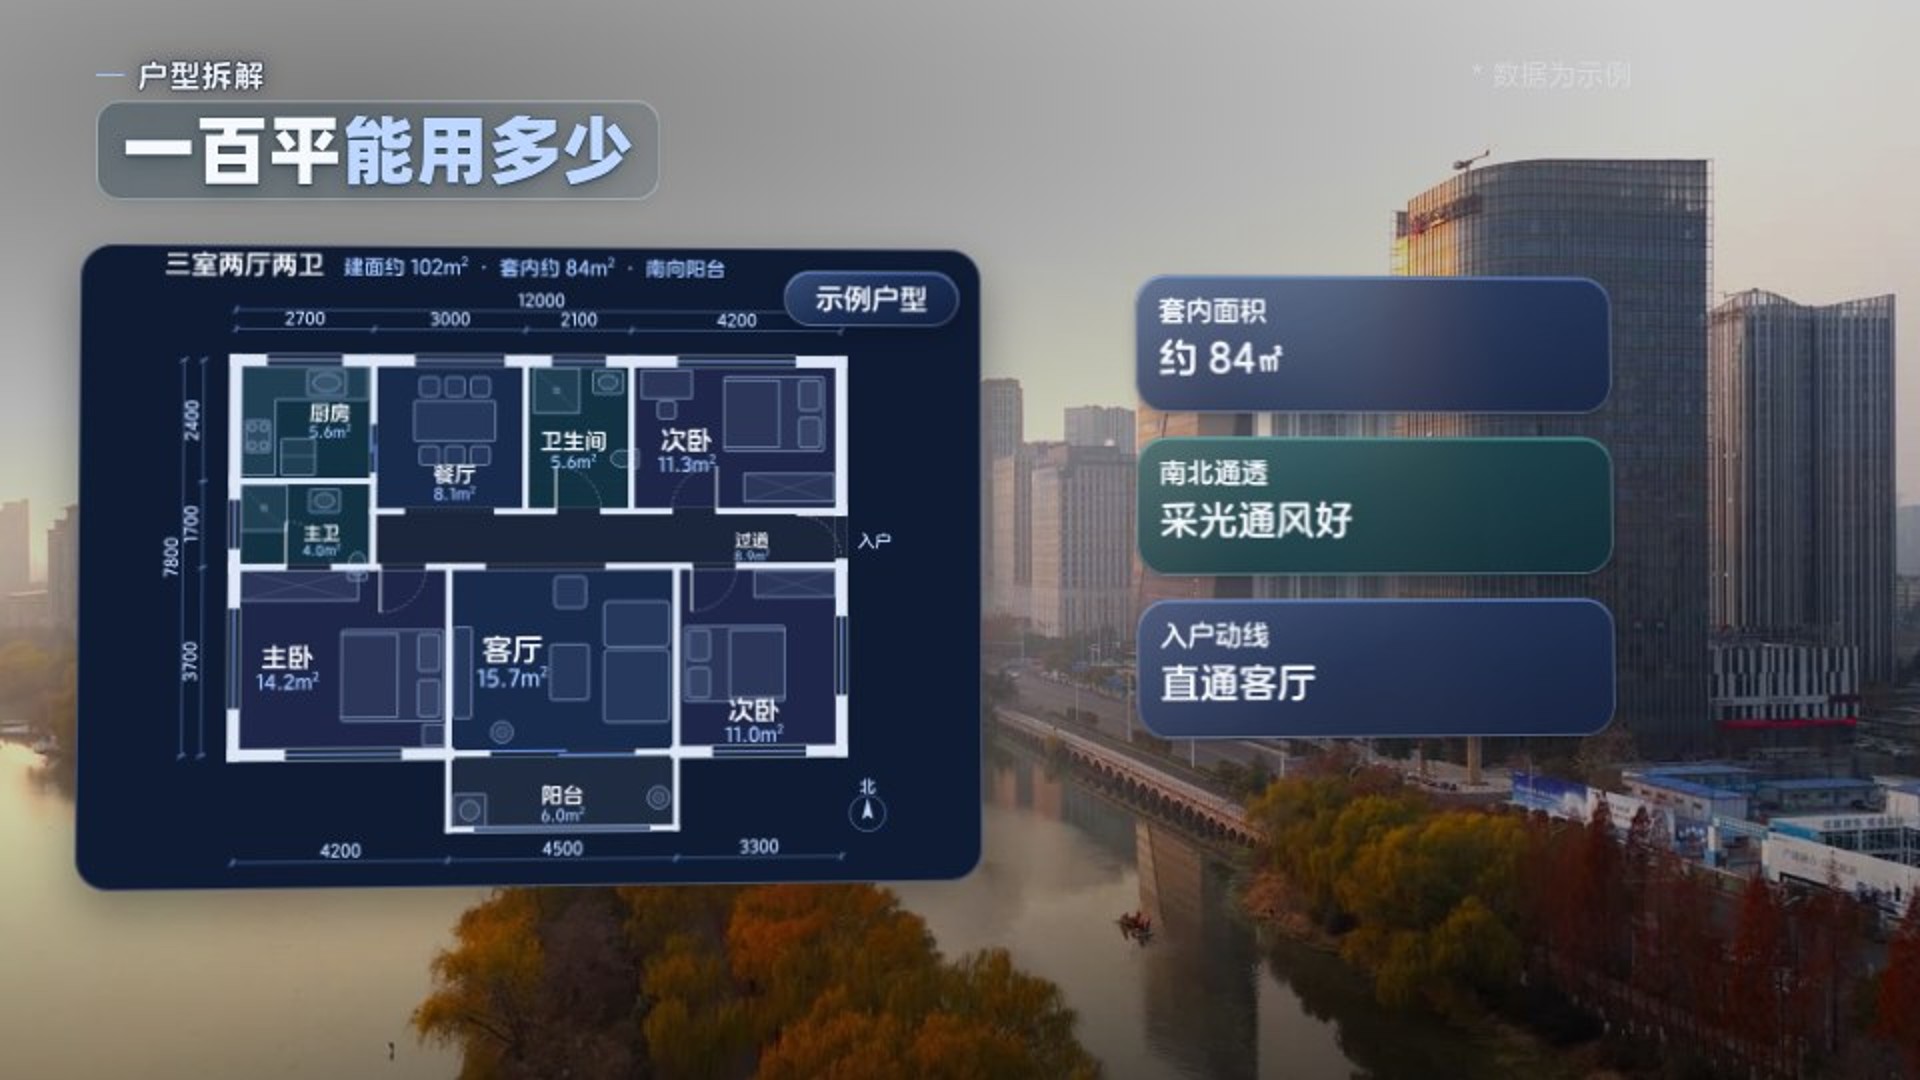 户型拆解
* 数据为示例
一百平能用多少
三室两厅两卫 建面约 102m² · 套内约 84m² · 南向阳台
示例户型
12000
2700 3000 2100 4200
厨房
5.6m²
餐厅
8.1m²
卫生间
5.6m²
次卧
11.3m²
2400
1700
7800
3700
主卫
4.0m²
过道
8.9m²
入户
主卧
14.2m²
客厅
15.7m²
次卧
11.0m²
阳台
6.0m²
北
4200 4500 3300
套内面积
约 84㎡
南北通透
采光通风好
入户动线
直通客厅